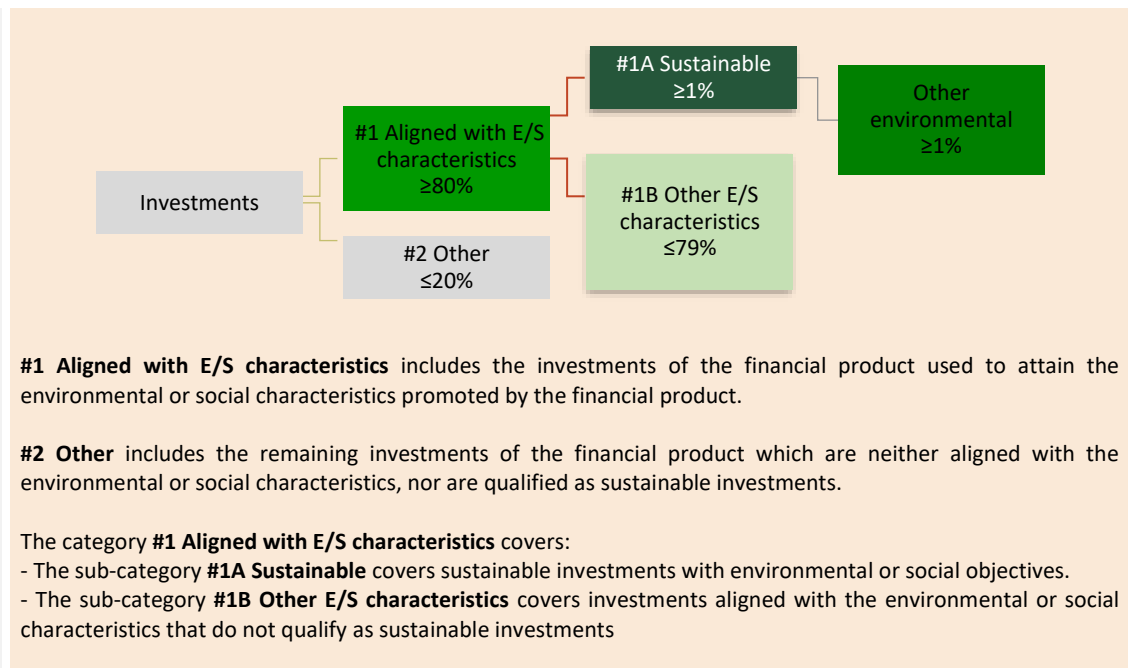 #1A Sustainable
≥1%
Other
environmental
≥1%
#1 Aligned with E/S
characteristics
≥80%
Investments
#1B Other E/S
characteristics
≤79%
#2 Other
≤20%
#1 Aligned with E/S characteristics includes the investments of the financial product used to attain the
environmental or social characteristics promoted by the financial product.
#2 Other includes the remaining investments of the financial product which are neither aligned with the
environmental or social characteristics, nor are qualified as sustainable investments.
The category #1 Aligned with E/S characteristics covers:
- The sub-category #1A Sustainable covers sustainable investments with environmental or social objectives.
- The sub-category #1B Other E/S characteristics covers investments aligned with the environmental or social
characteristics that do not qualify as sustainable investments